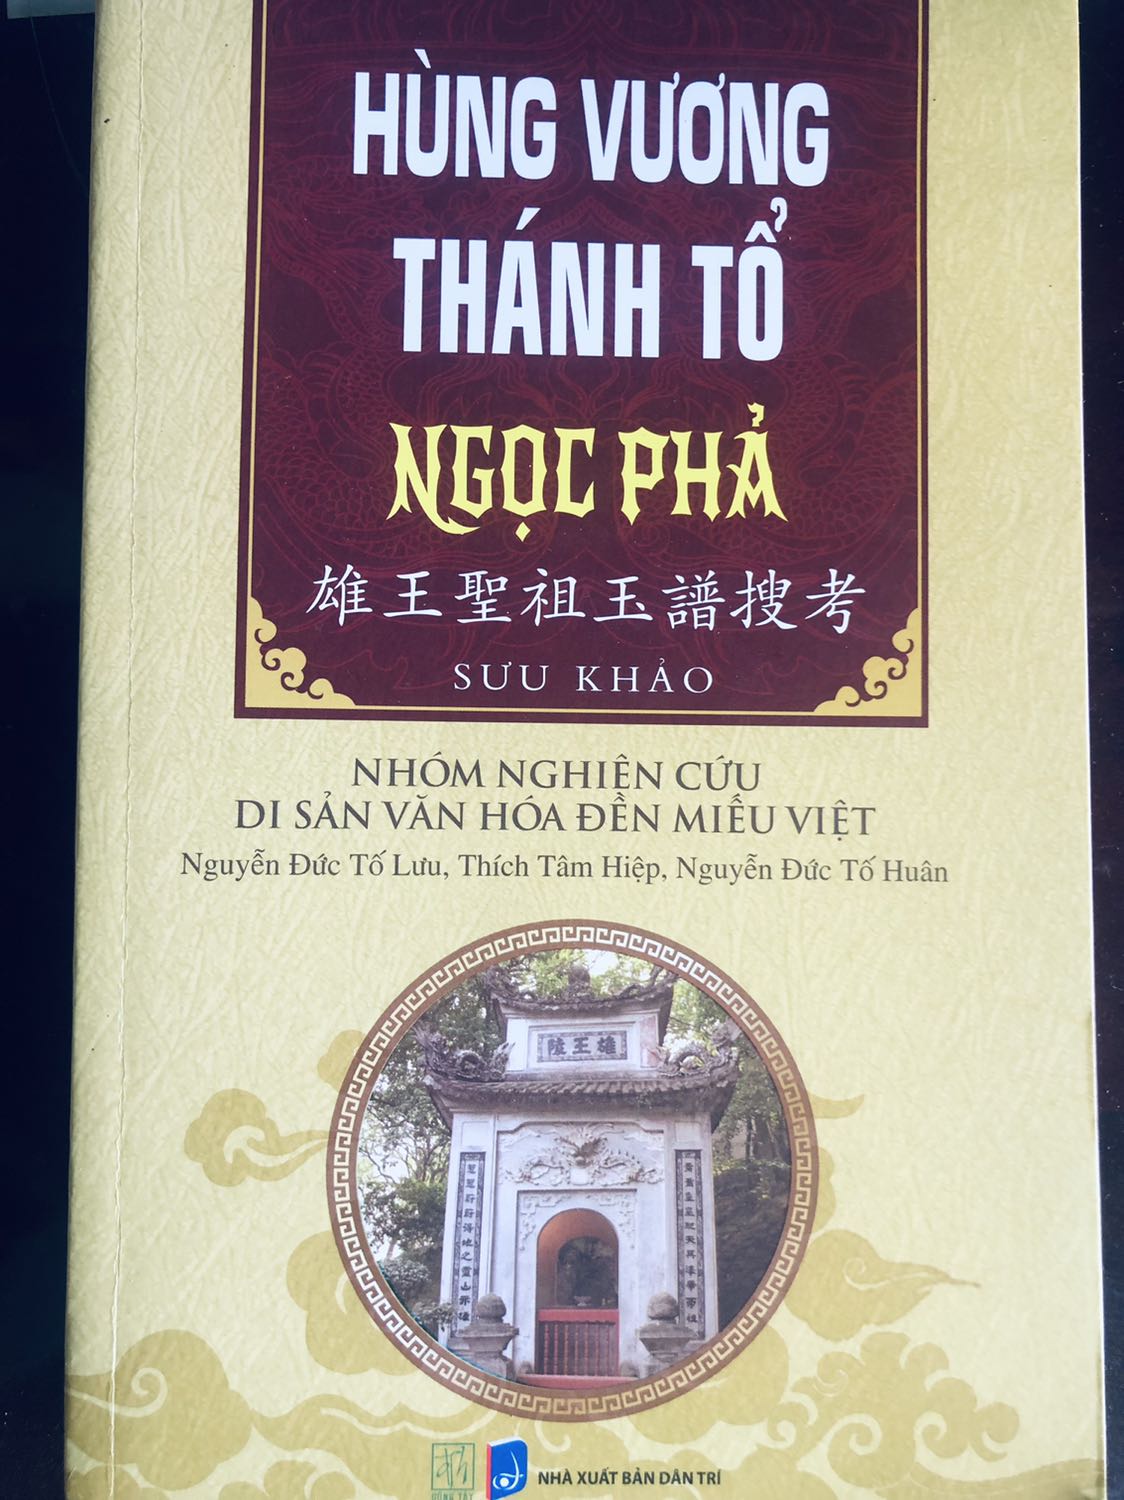 HÙNG VƯƠNG
THÁNH TỔ
NGỌC PHẢ
雄王聖祖玉譜搜考
SƯU KHẢO
NHÓM NGHIÊN CỨU
DI SẢN VĂN HÓA ĐỀN MIẾU VIỆT
Nguyễn Đức Tố Lưu, Thích Tâm Hiệp, Nguyễn Đức Tố Huân
陵王雄
ĐÔNG TÂY
NHÀ XUẤT BẢN DÂN TRÍ